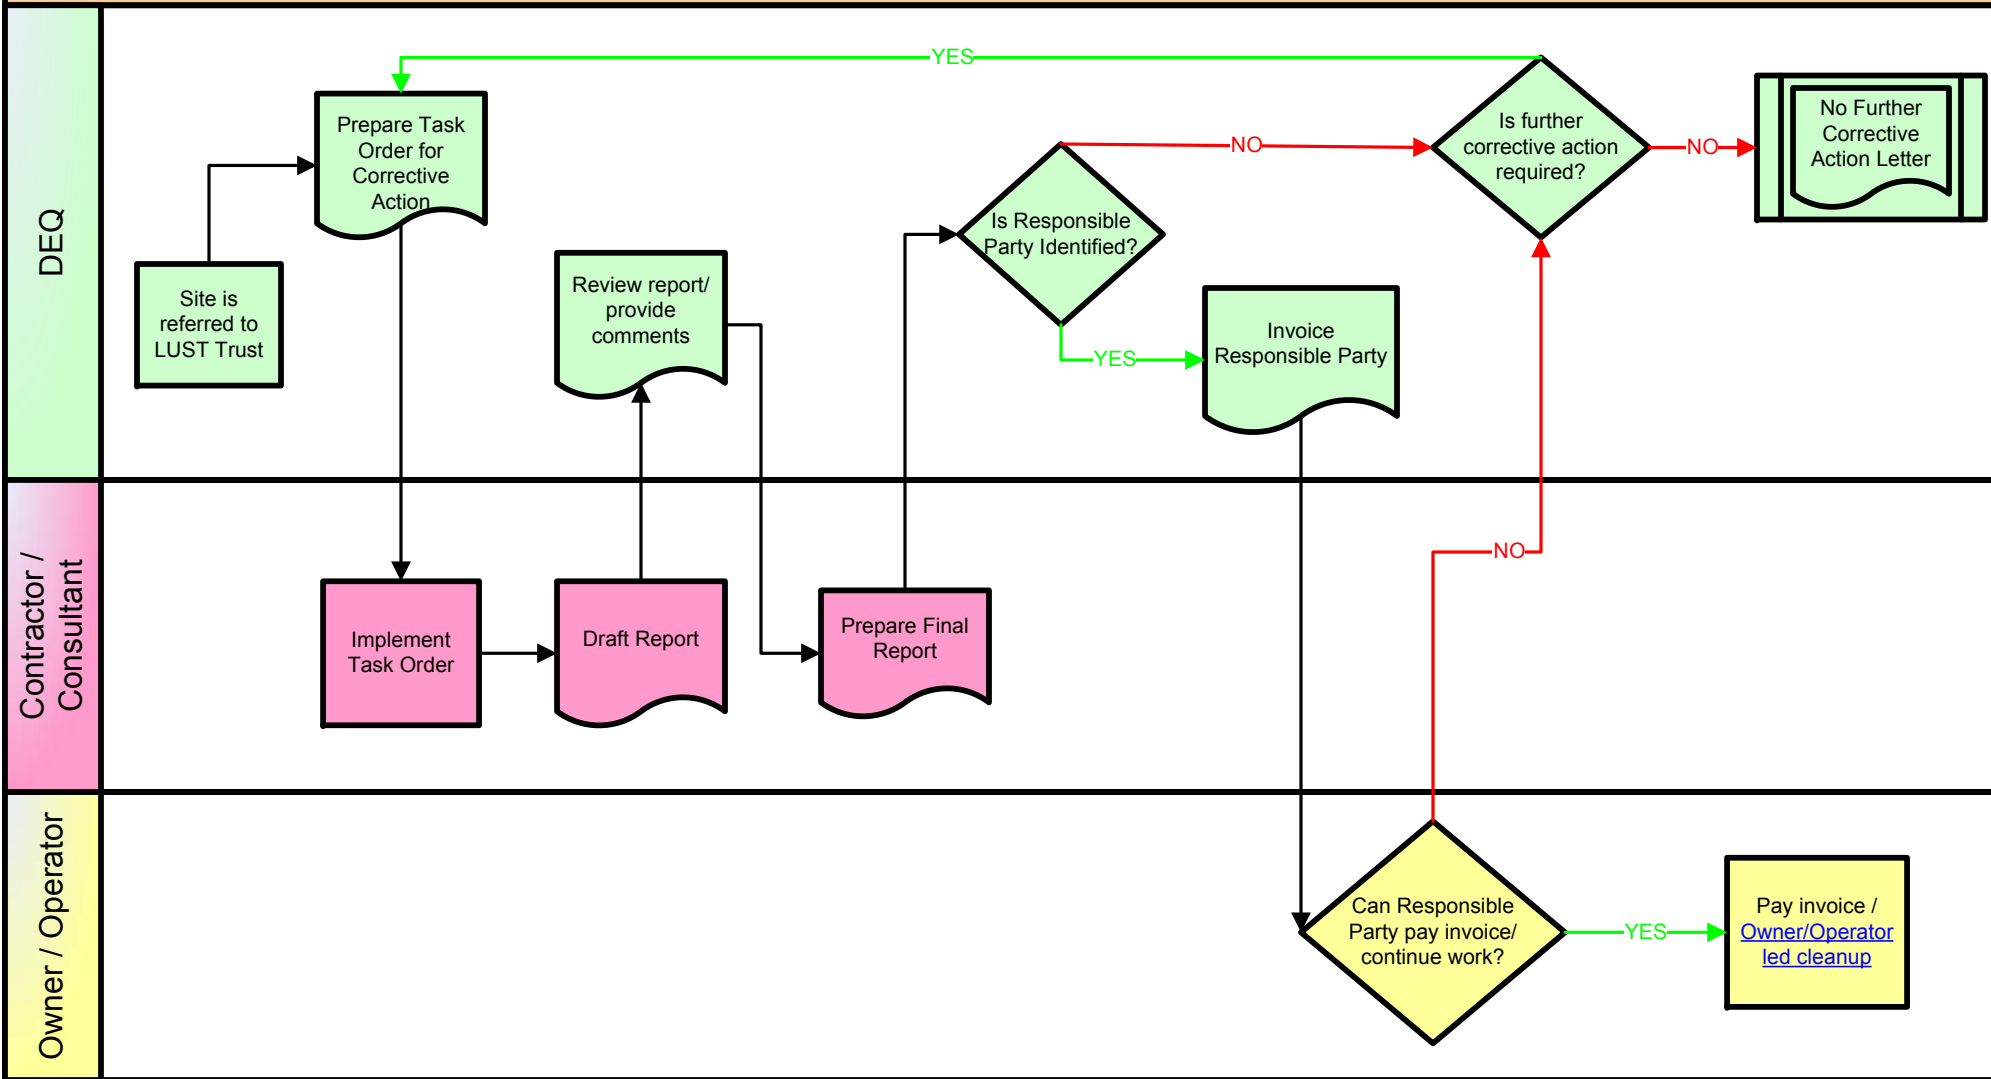 DEQ
YES
Prepare Task
Order for
Corrective
Action
Site is
referred to
LUST Trust
Review report/
provide
comments
Is Responsible
Party Identified?
NO
YES
Invoice
Responsible Party
Is further
corrective action
required?
NO
No Further
Corrective
Action Letter
Contractor /
Consultant
Implement
Task Order
Draft Report
Prepare Final
Report
NO
Owner / Operator
Can Responsible
Party pay invoice/
continue work?
YES
Pay invoice /
Owner/Operator
led cleanup